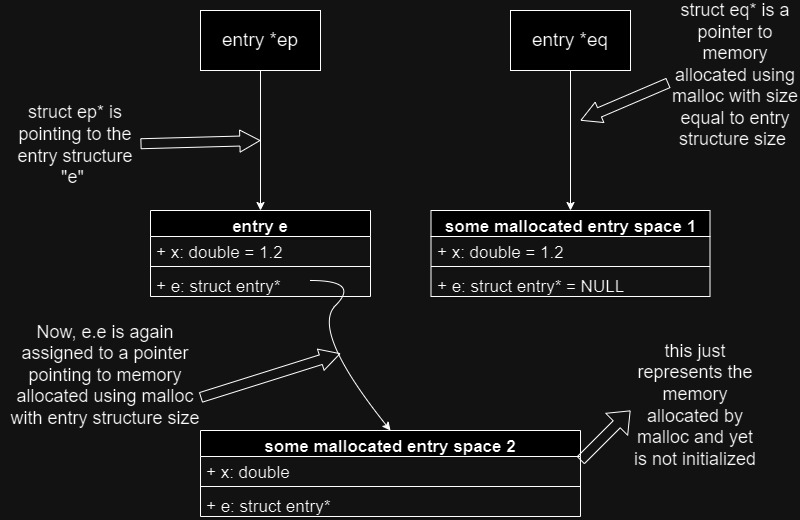 entry *ep
entry *eq
struct eq* is a
pointer to
memory
allocated using
malloc with size
equal to entry
structure size
struct ep* is
pointing to the
entry structure
"e"
entry e
+ x: double = 1.2
+ e: struct entry*
some mallocated entry space 1
+ x: double = 1.2
+ e: struct entry* = NULL
Now, e.e is again
assigned to a pointer
pointing to memory
allocated using malloc
with entry structure size
this just
represents the
memory
allocated by
malloc and yet
is not initialized
some mallocated entry space 2
+ x: double
+ e: struct entry*